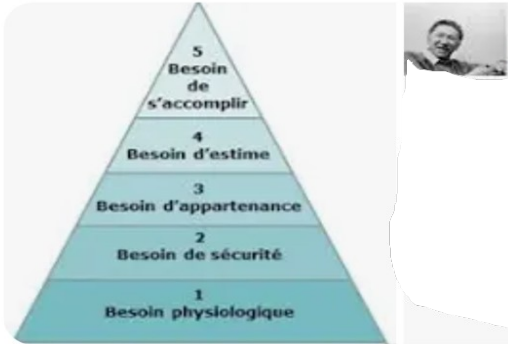 5
Besoin
de
s'accomplir
4
Besoin d'estime
3
Besoin d'appartenance
2
Besoin de sécurité
1
Besoin physiologique